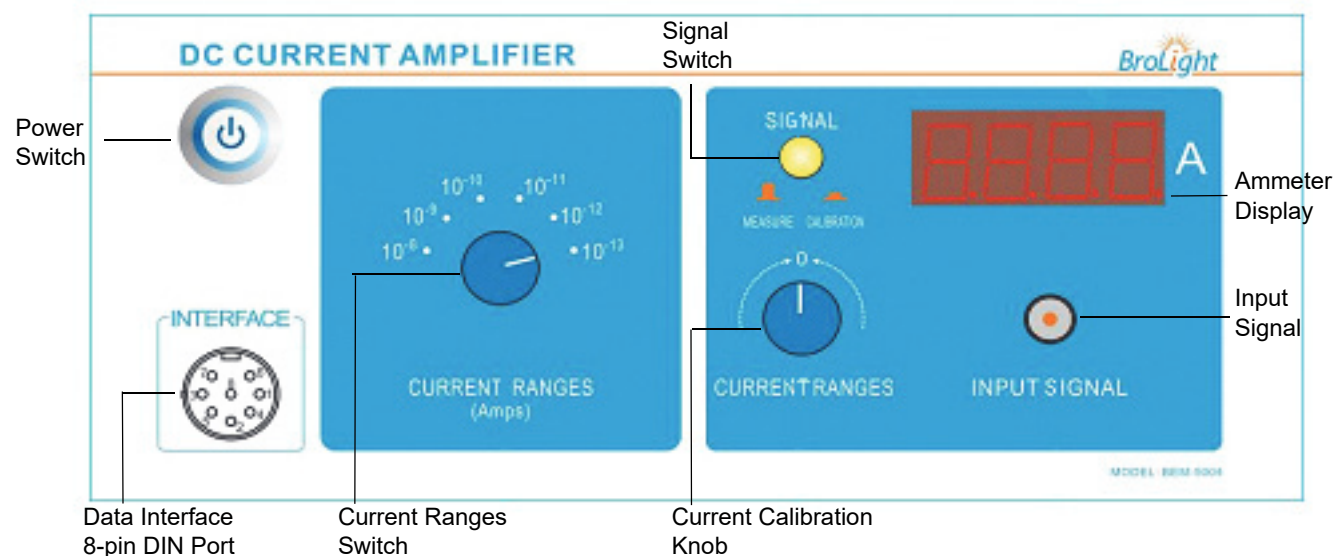 Signal
Switch
DC CURRENT AMPLIFIER
BroLight
Power
Switch
SIGNAL
A
MEASURE CALIBRATION
Ammeter
Display
10⁻¹⁰ 10⁻¹¹
10⁻⁹ 10⁻¹²
10⁻⁸ 10⁻¹³
0
INTERFACE
Input
Signal
CURRENT RANGES
(Amps)
CURRENT RANGES
INPUT SIGNAL
Data Interface
8-pin DIN Port
Current Ranges
Switch
Current Calibration
Knob